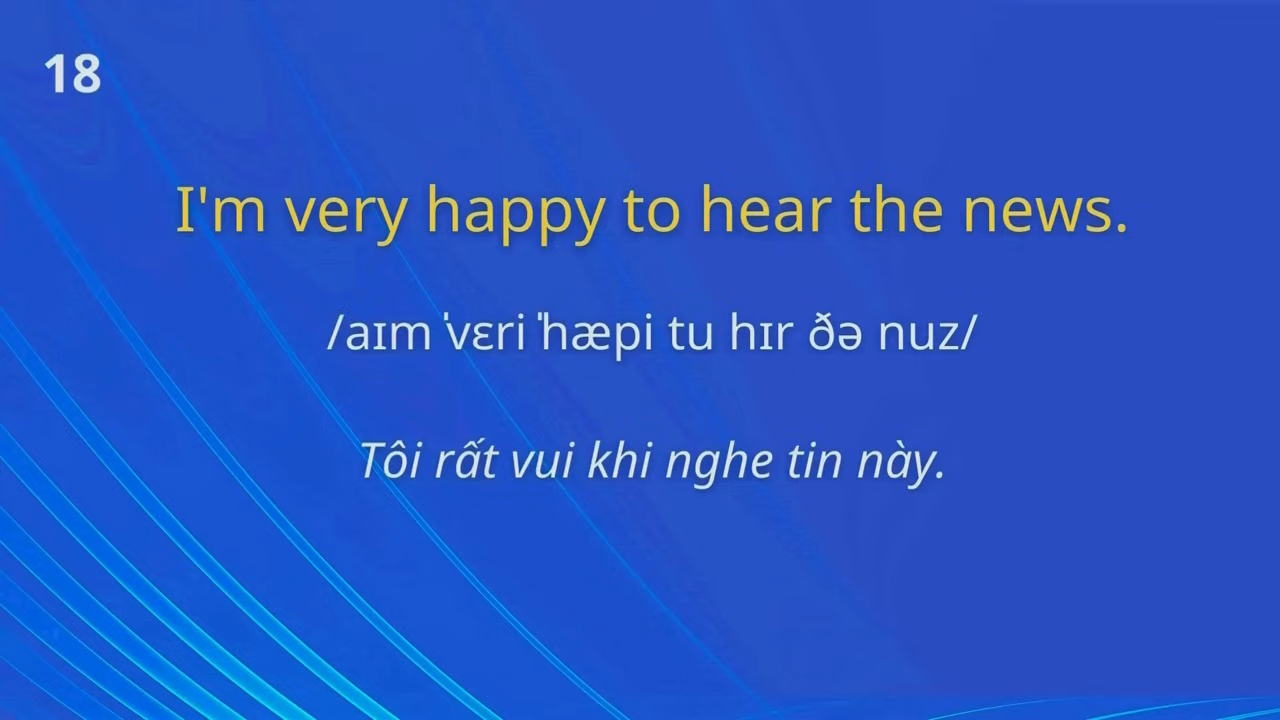 18
I'm very happy to hear the news.
/aɪm ˈvɛri ˈhæpi tu hɪr ðə nuz/
Tôi rất vui khi nghe tin này.